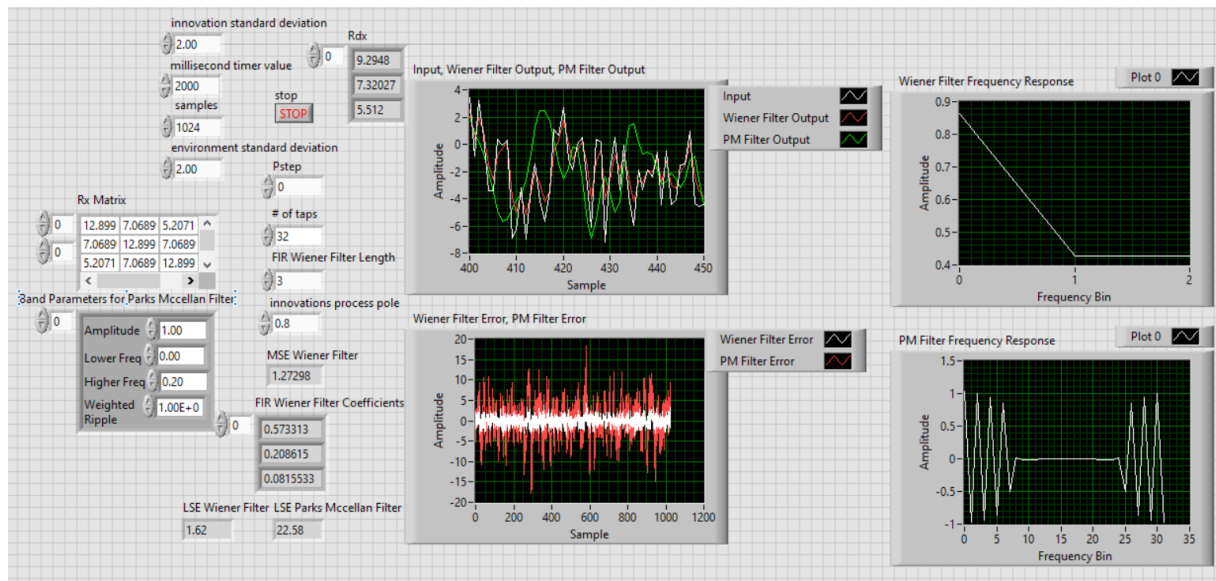 innovation standard deviation
2.00
millisecond timer value
2000
samples
1024
environment standard deviation
2.00
stop
STOP
Rdx
0
9.2948
7.32027
5.512
Pstep
0
# of taps
32
FIR Wiener Filter Length
3
innovations process pole
0.8
Rx Matrix
0
0
12.899 7.0689 5.2071
7.0689 12.899 7.0689
5.2071 7.0689 12.899
Band Parameters for Parks Mccellan Filter
0
Amplitude 1.00
Lower Freq 0.00
Higher Freq 0.20
Weighted Ripple 1.00E+0
MSE Wiener Filter
1.27298
FIR Wiener Filter Coefficients
0
0.573313
0.208615
0.0815533
LSE Wiener Filter
1.62
LSE Parks Mccellan Filter
22.58
Input, Wiener Filter Output, PM Filter Output
Input
Wiener Filter Output
PM Filter Output
Amplitude
4
2
0
-2
-4
-6
-8
400 410 420 430 440 450
Sample
Wiener Filter Error, PM Filter Error
Wiener Filter Error
PM Filter Error
Amplitude
20
15
10
5
0
-5
-10
-15
-20
0 200 400 600 800 1000 1200
Sample
Wiener Filter Frequency Response
Plot 0
Amplitude
0.9
0.8
0.7
0.6
0.5
0.4
0 1 2
Frequency Bin
PM Filter Frequency Response
Plot 0
Amplitude
1.5
1
0.5
0
-0.5
-1
0 5 10 15 20 25 30 35
Frequency Bin